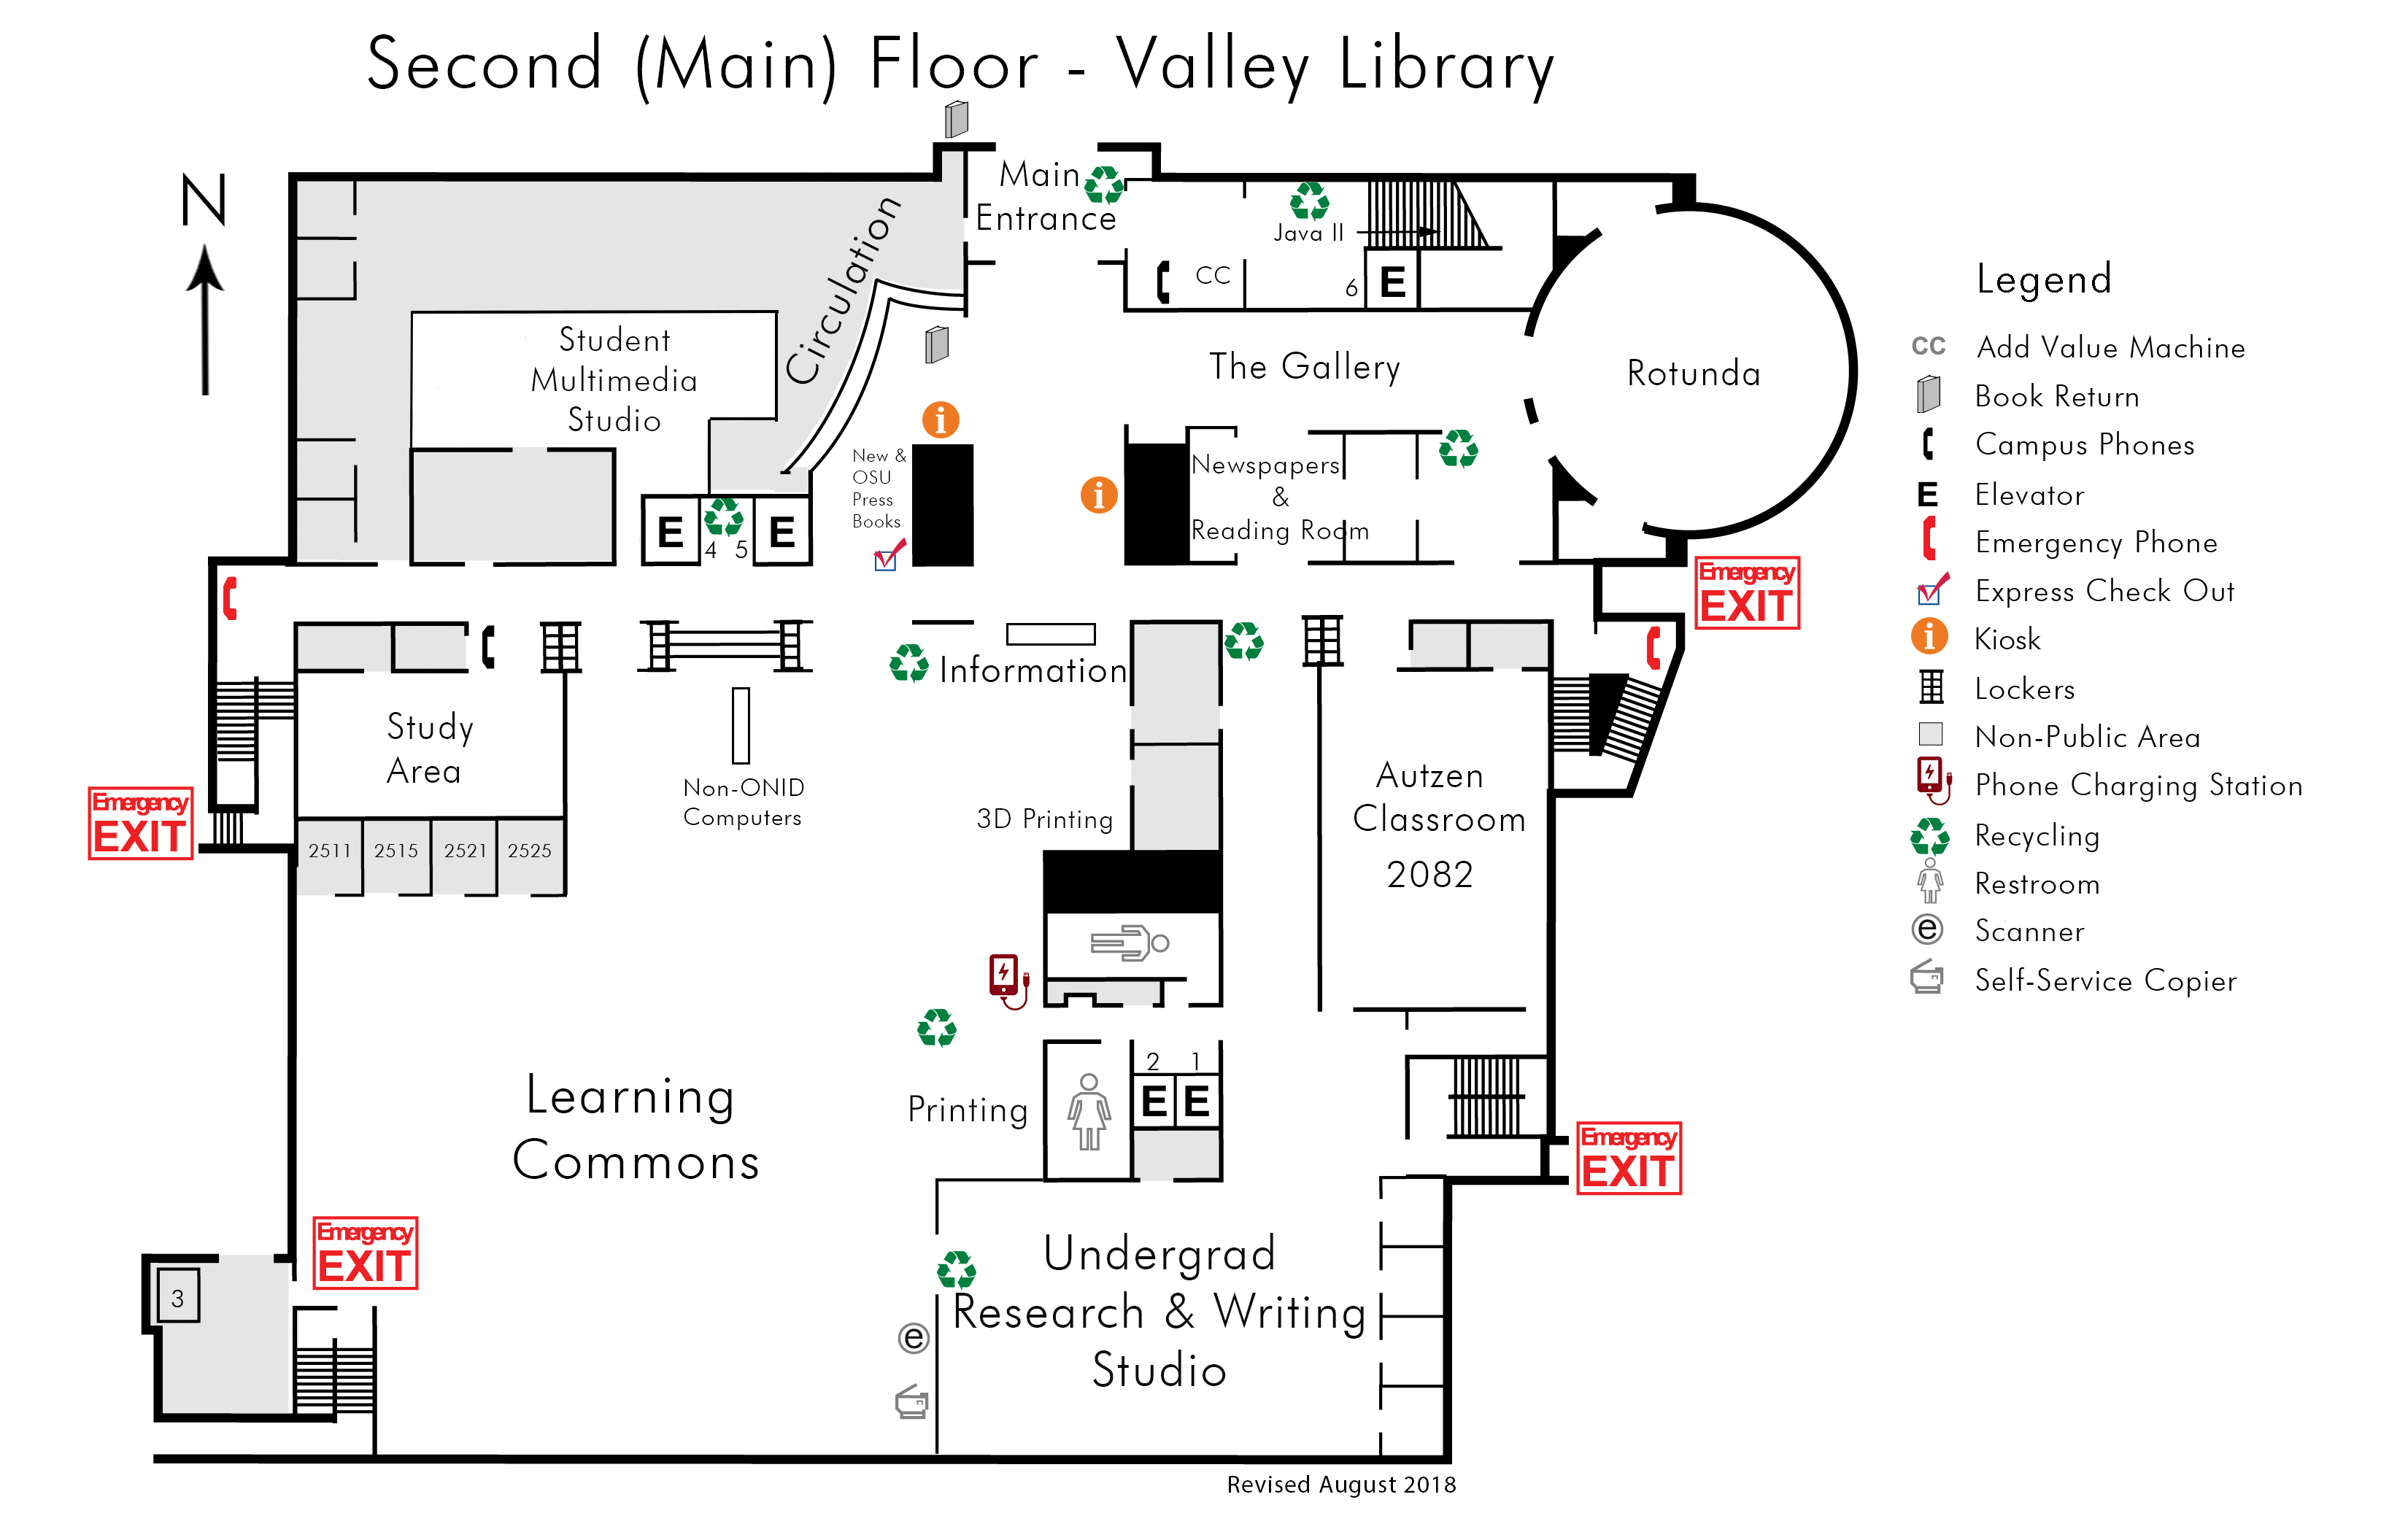 Second (Main) Floor - Valley Library
N
Main
Entrance
Java II
CC
6
E
Circulation
Student
Multimedia
Studio
The Gallery
Rotunda
i
New &
OSU
Press
Books
i
Newspapers
&
Reading Room
E
4
5
E
Emergency
EXIT
Information
Study
Area
Non-ONID
Computers
3D Printing
Autzen
Classroom
2082
Emergency
EXIT
2511
2515
2521
2525
Learning
Commons
Printing
2
1
E
E
Emergency
EXIT
Emergency
EXIT
3
Undergrad
Research & Writing
Studio
e
Revised August 2018
Legend
CC Add Value Machine
Book Return
Campus Phones
E Elevator
Emergency Phone
Express Check Out
i Kiosk
Lockers
Non-Public Area
Phone Charging Station
Recycling
Restroom
e Scanner
Self-Service Copier